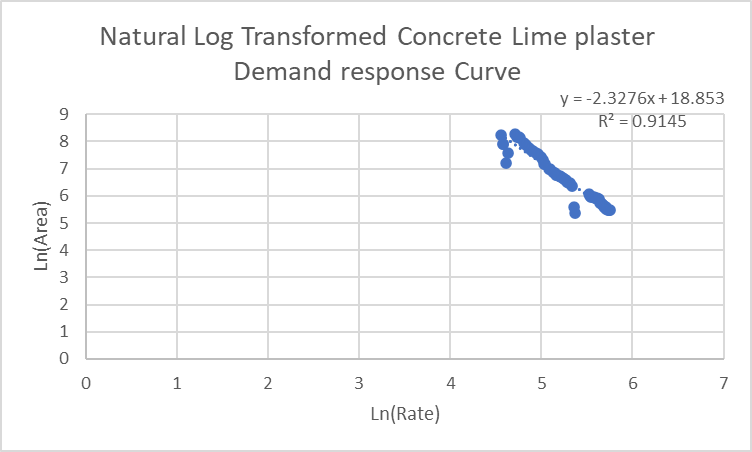 Natural Log Transformed Concrete Lime plaster
Demand response Curve
y = -2.3276x + 18.853
R² = 0.9145
9
8
7
6
5
4
3
2
1
0
Ln(Area)
0 1 2 3 4 5 6 7
Ln(Rate)